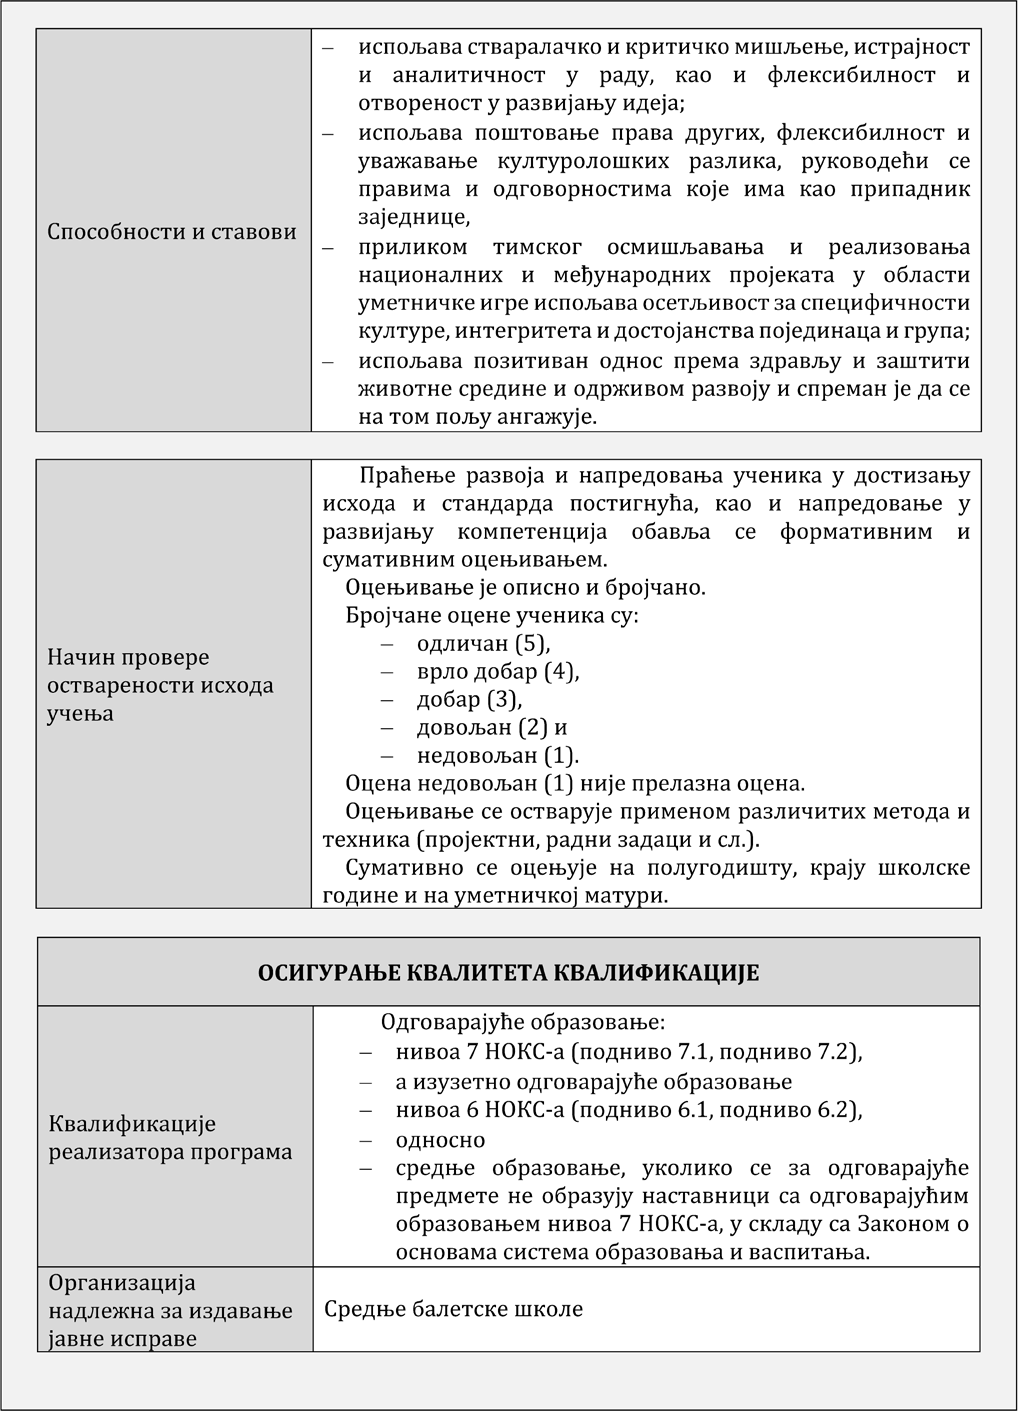 Способности и ставови
– испољава стваралачко и критичко мишљење, истрајност
и аналитичност у раду, као и флексибилност и
отвореност у развијању идеја;
– испољава поштовање права других, флексибилност и
уважавање културолошких разлика, руководећи се
правима и одговорностима које има као припадник
заједнице,
– приликом тимског осмишљавања и реализовања
националних и међународних пројеката у области
уметничке игре испољава осетљивост за специфичности
културе, интегритета и достојанства појединаца и група;
– испољава позитиван однос према здрављу и заштити
животне средине и одрживом развоју и спреман је да се
на том пољу ангажује.
Начин провере
остварености исхода
учења
Праћење развоја и напредовања ученика у достизању
исхода и стандарда постигнућа, као и напредовање у
развијању компетенција обавља се формативним и
сумативним оцењивањем.
Оцењивање је описно и бројчано.
Бројчане оцене ученика су:
– одличан (5),
– врло добар (4),
– добар (3),
– довољан (2) и
– недовољан (1).
Оцена недовољан (1) није прелазна оцена.
Оцењивање се остварује применом различитих метода и
техника (пројектни, радни задаци и сл.).
Сумативно се оцењује на полугодишту, крају школске
године и на уметничкој матури.
ОСИГУРАЊЕ КВАЛИТЕТА КВАЛИФИКАЦИЈЕ
Квалификације
реализатора програма
Одговарајуће образовање:
– нивоа 7 НОКС-а (подниво 7.1, подниво 7.2),
– а изузетно одговарајуће образовање
– нивоа 6 НОКС-а (подниво 6.1, подниво 6.2),
– односно
– средње образовање, уколико се за одговарајуће
предмете не образују наставници са одговарајућим
образовањем нивоа 7 НОКС-а, у складу са Законом о
основама система образовања и васпитања.
Организација
надлежна за издавање
јавне исправе
Средње балетске школе